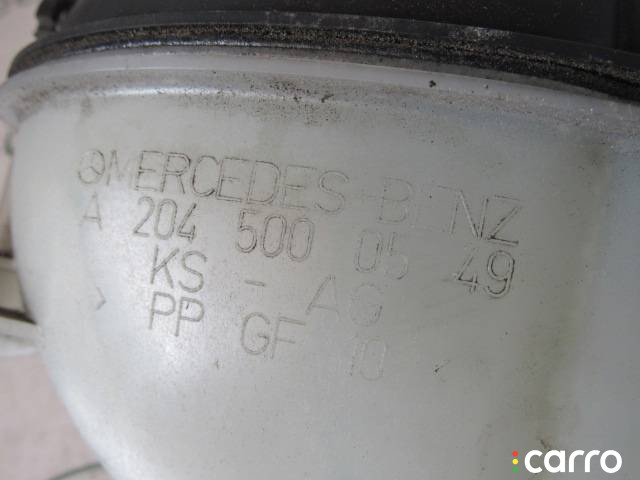 MERCEDES-BENZ
A 204 500 05 49
KS - AG
> PP GF 10
carro